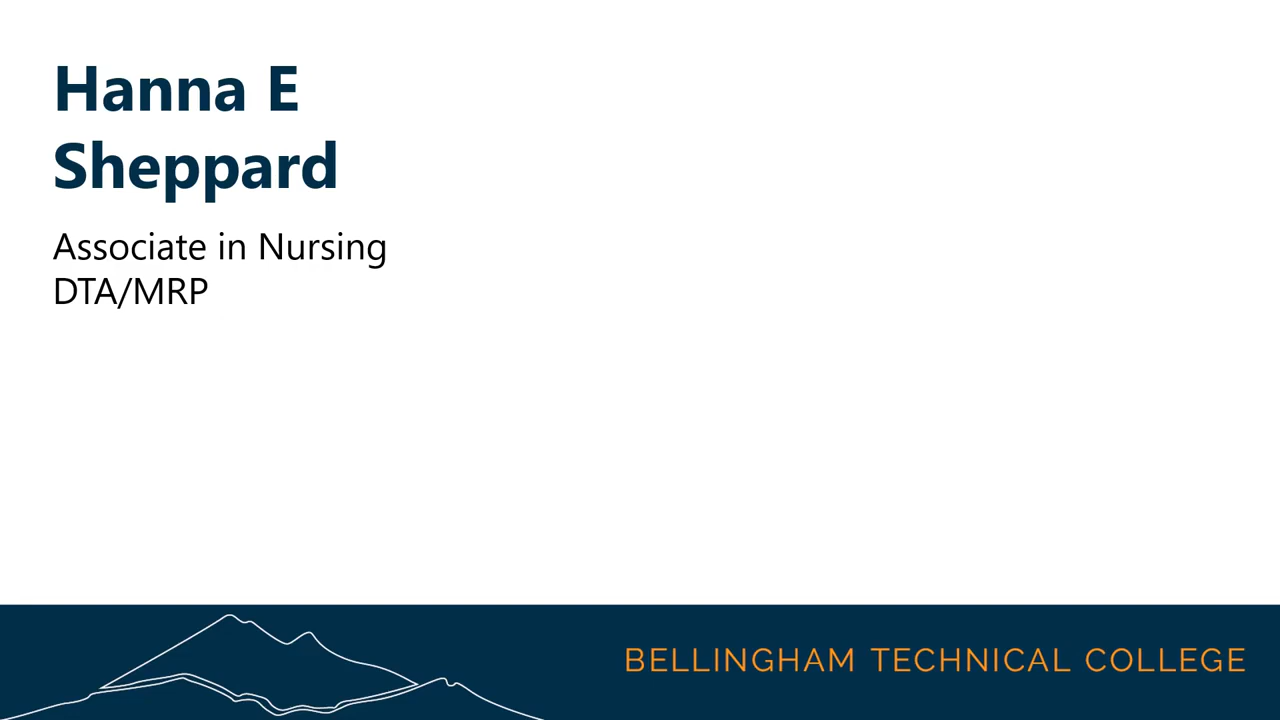 Hanna E
Sheppard
Associate in Nursing
DTA/MRP
BELLINGHAM TECHNICAL COLLEGE